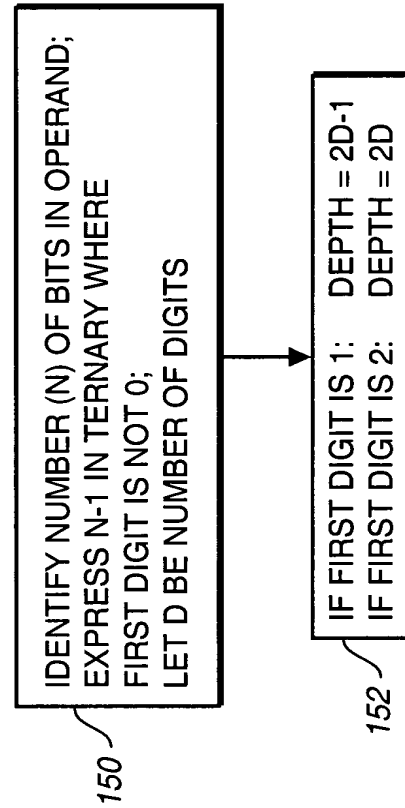 IDENTIFY NUMBER (N) OF BITS IN OPERAND;
EXPRESS N-1 IN TERNARY WHERE
FIRST DIGIT IS NOT 0;
LET D BE NUMBER OF DIGITS
150
IF FIRST DIGIT IS 1: DEPTH = 2D-1
IF FIRST DIGIT IS 2: DEPTH = 2D
152